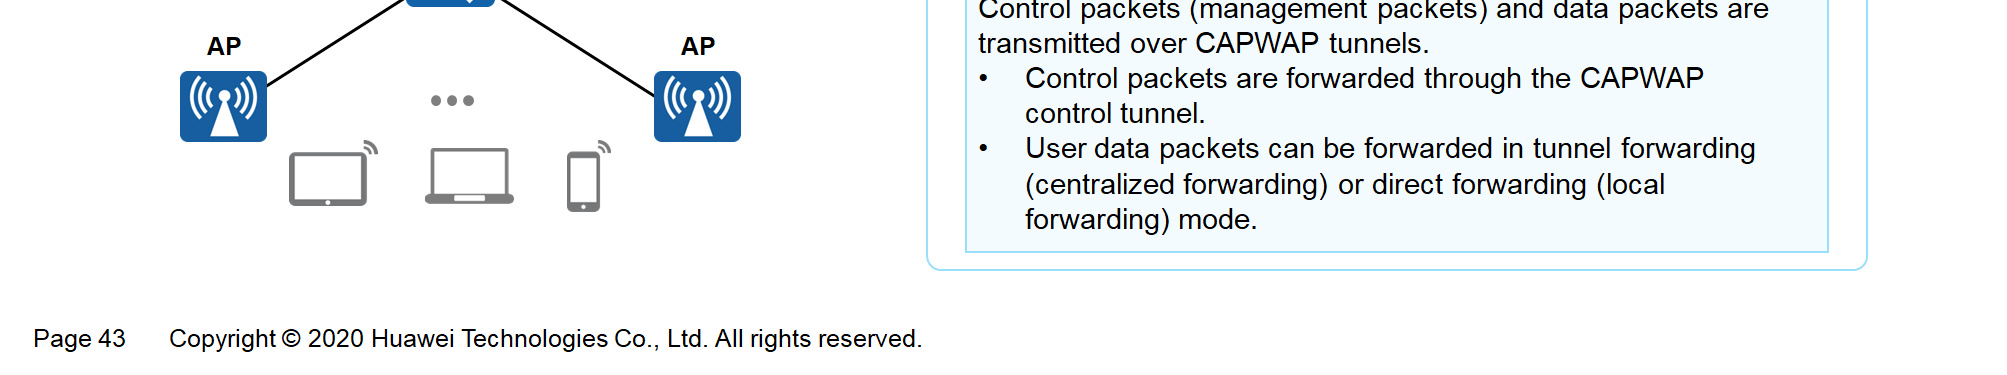 AP
AP
Control packets (management packets) and data packets are
transmitted over CAPWAP tunnels.
• Control packets are forwarded through the CAPWAP
control tunnel.
• User data packets can be forwarded in tunnel forwarding
(centralized forwarding) or direct forwarding (local
forwarding) mode.
Page 43 Copyright © 2020 Huawei Technologies Co., Ltd. All rights reserved.